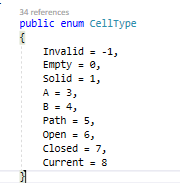 34 references
public enum CellType
{
Invalid = -1,
Empty = 0,
Solid = 1,
A = 3,
B = 4,
Path = 5,
Open = 6,
Closed = 7,
Current = 8
}